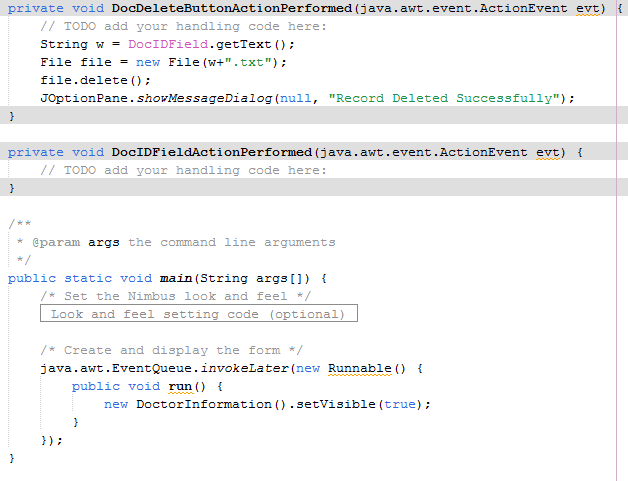 private void DocDeleteButtonActionPerformed(java.awt.event.ActionEvent evt) {
// TODO add your handling code here:
String w = DocIDField.getText();
File file = new File(w+".txt");
file.delete();
JOptionPane.showMessageDialog(null, "Record Deleted Successfully");
}
private void DocIDFieldActionPerformed(java.awt.event.ActionEvent evt) {
// TODO add your handling code here:
}
/**
* @param args the command line arguments
*/
public static void main(String args[]) {
/* Set the Nimbus look and feel */
Look and feel setting code (optional)
/* Create and display the form */
java.awt.EventQueue.invokeLater(new Runnable() {
public void run() {
new DoctorInformation().setVisible(true);
}
});
}